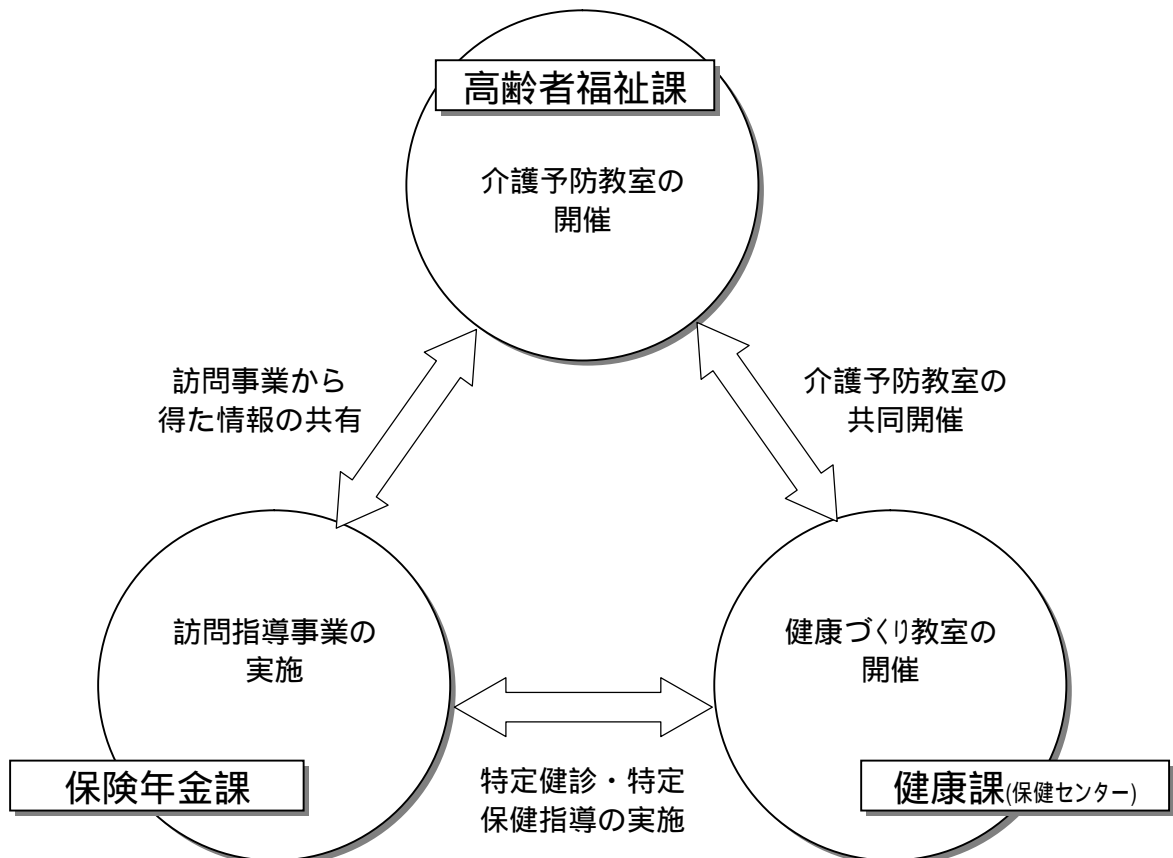 高齢者福祉課
介護予防教室の
開催
訪問事業から
得た情報の共有
介護予防教室の
共同開催
訪問指導事業の
実施
健康づくり教室の
開催
保険年金課
特定健診・特定
保健指導の実施
健康課(保健センター)